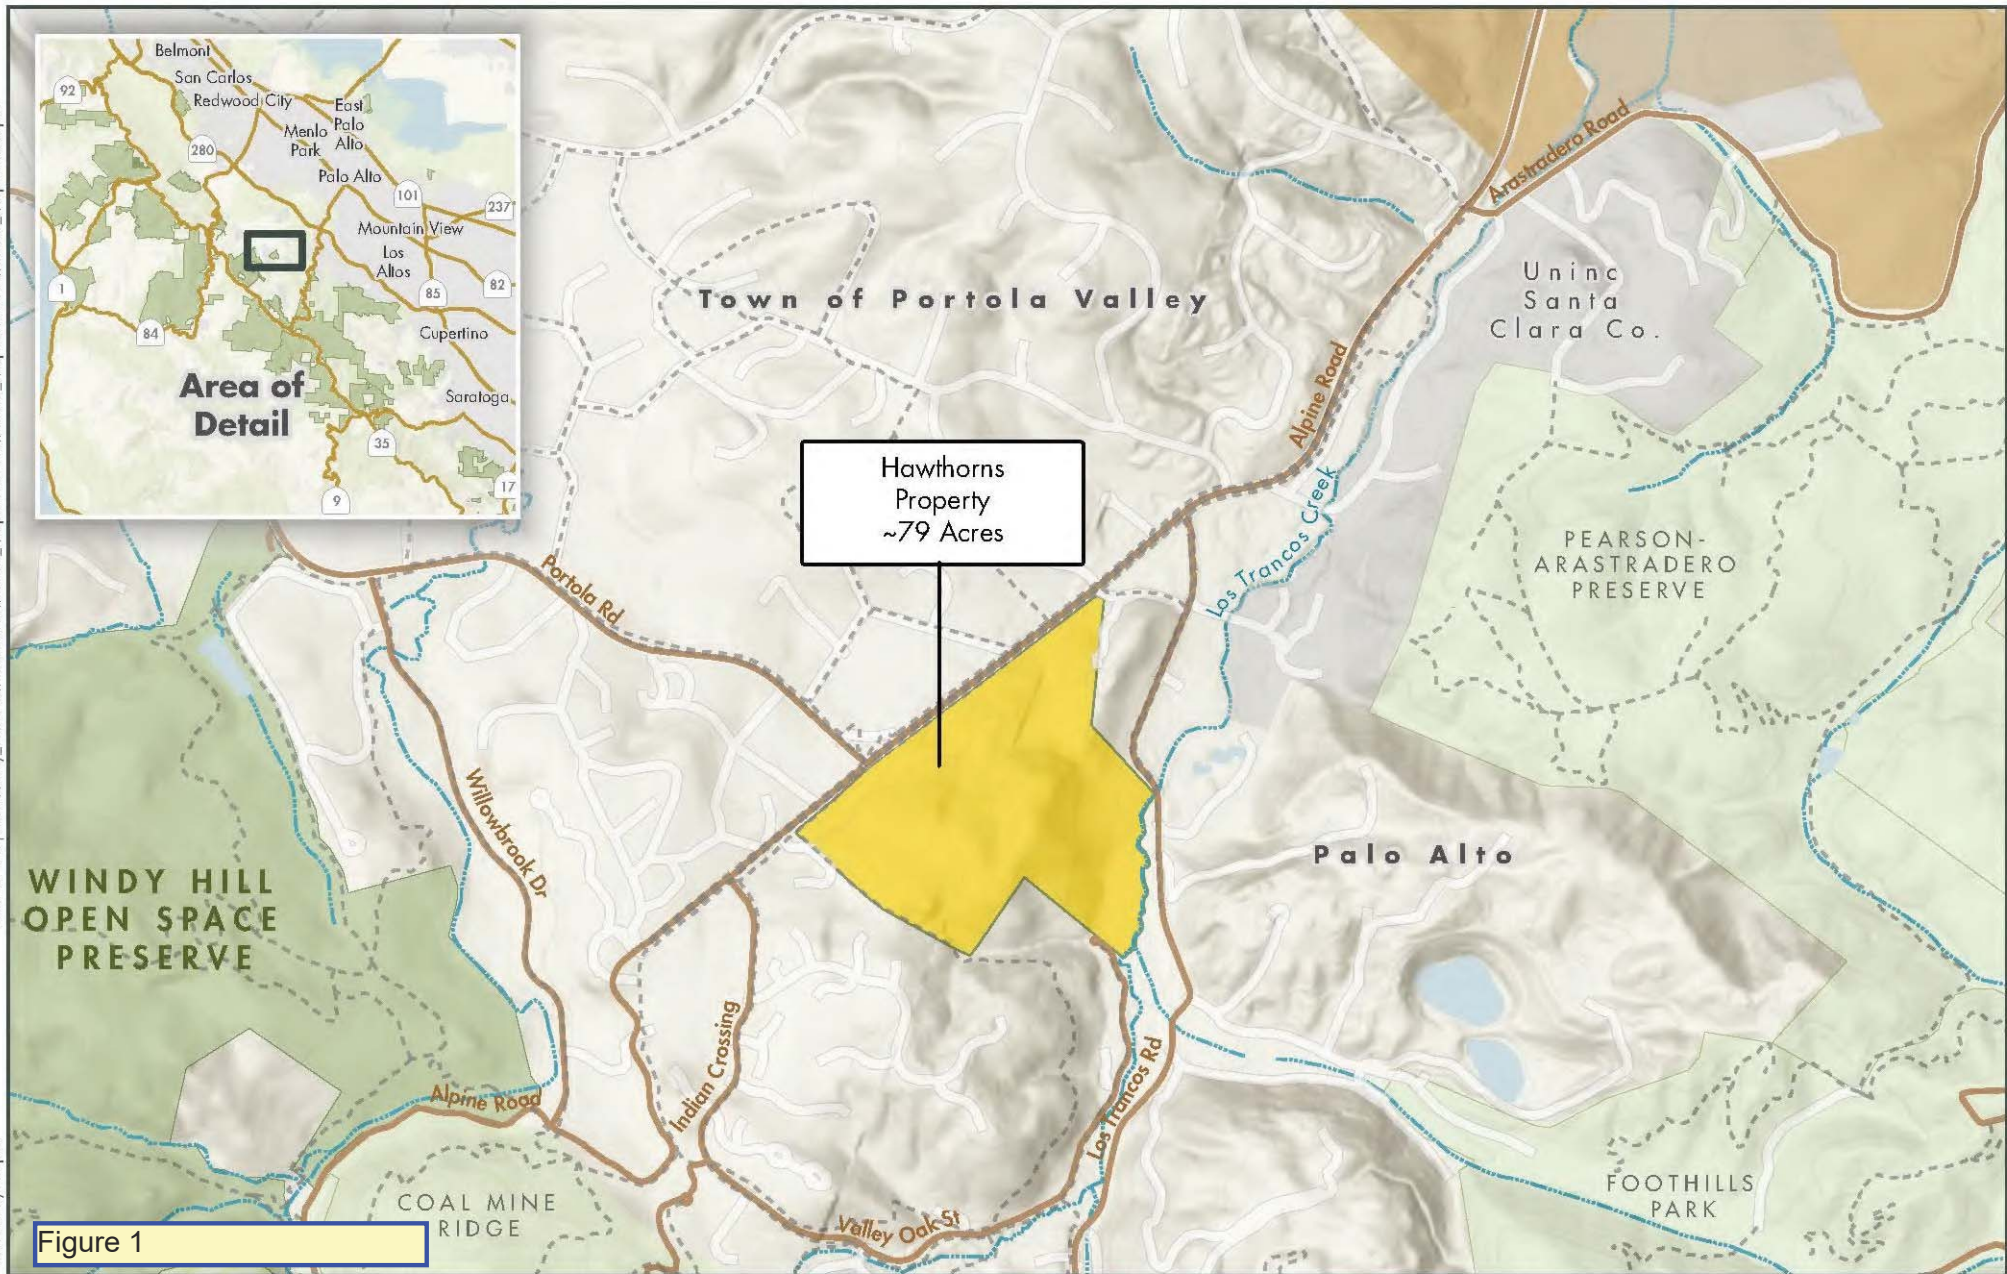 Belmont
San Carlos
92
Redwood City
East
Palo
Alto
Menlo
Park
280
Palo Alto
101
237
Mountain View
Los
Altos
1
85
82
84
Cupertino
Area of
Detail
Saratoga
35
17
9
Arastradero Road
Town of Portola Valley
Uninc
Santa
Clara Co.
Alpine Road
Hawthorns
Property
~79 Acres
Los Trancos Creek
PEARSON-
ARASTRADERO
PRESERVE
Portola Rd
Willowbrook Dr
Palo Alto
WINDY HILL
OPEN SPACE
PRESERVE
Indian Crossing
Los Trancos Rd
Alpine Road
COAL MINE
RIDGE
Valley Oak St
FOOTHILLS
PARK
Figure 1